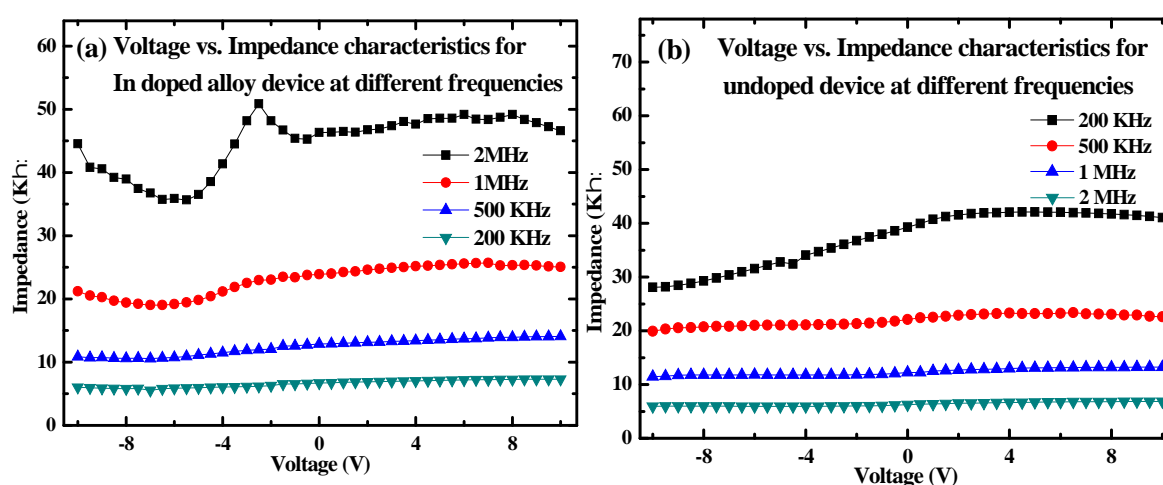 (a) Voltage vs. Impedance characteristics for
In doped alloy device at different frequencies
2MHz
1MHz
500 KHz
200 KHz
Impedance (Kh:
60
50
40
30
20
10
0
-8 -4 0 4 8
Voltage (V)
(b) Voltage vs. Impedance characteristics for
undoped device at different frequencies
200 KHz
500 KHz
1 MHz
2 MHz
Impedance (Kh:
70
60
50
40
30
20
10
0
-8 -4 0 4 8
Voltage (V)